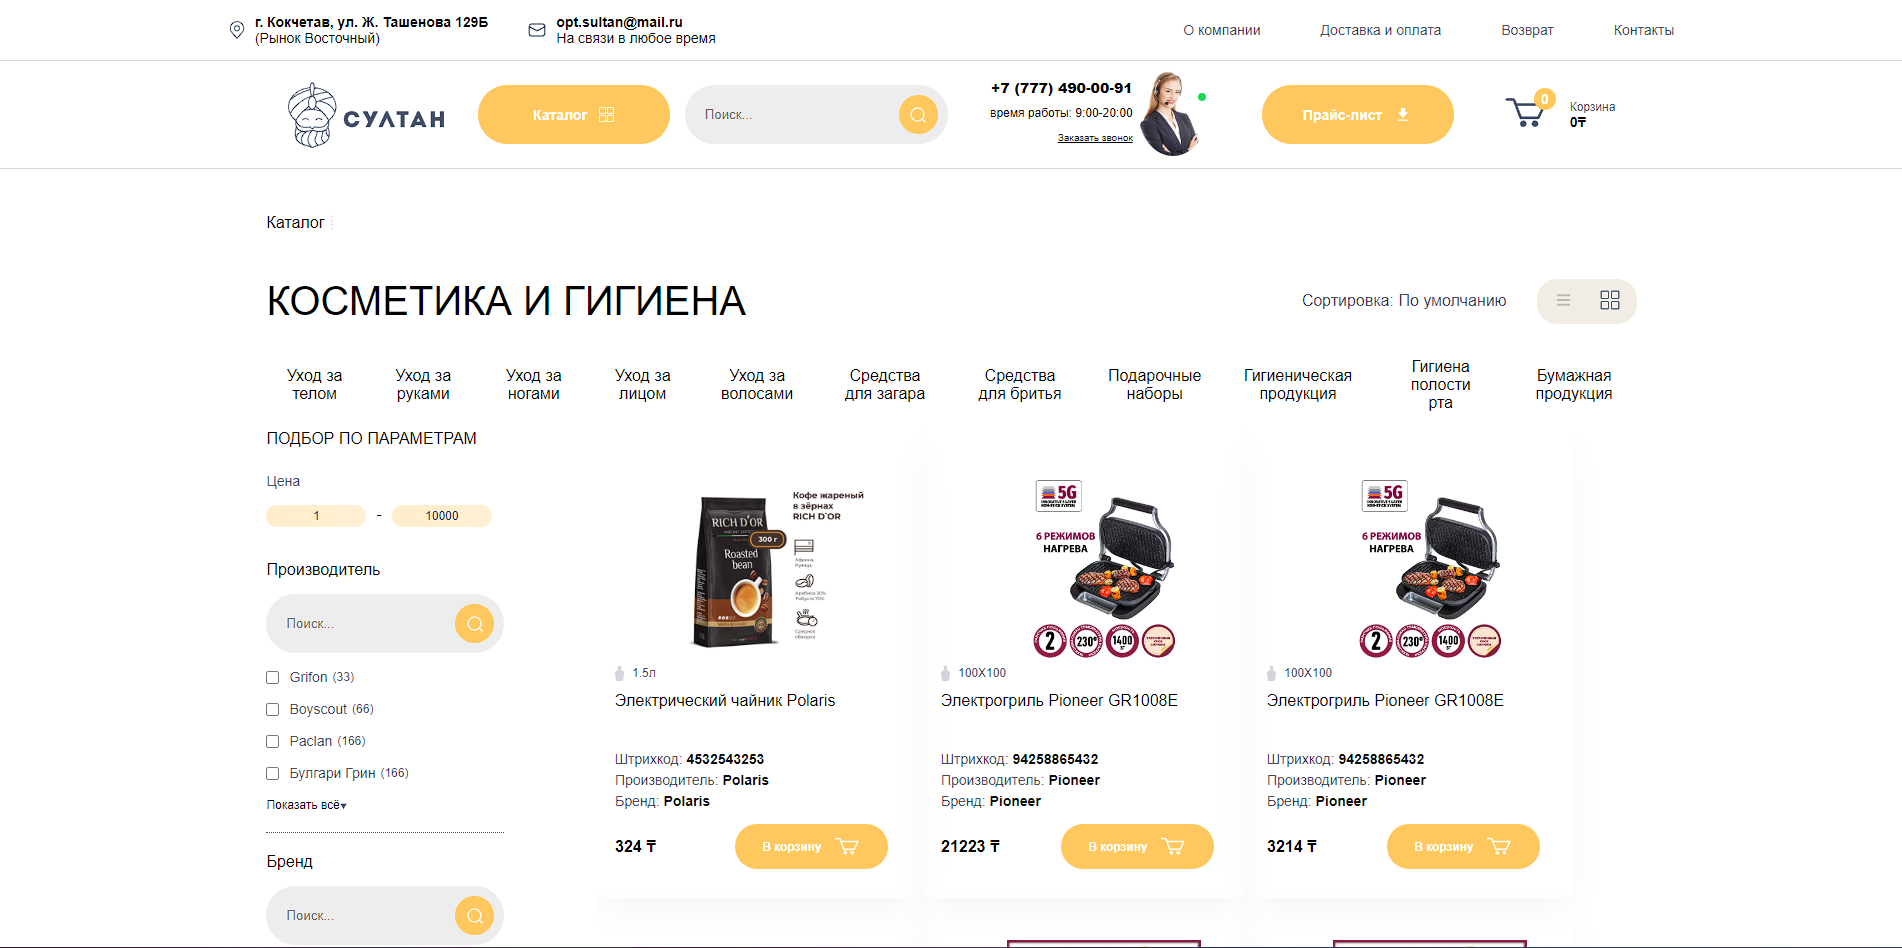 г. Кокчетав, ул. Ж. Ташенова 129Б
(Рынок Восточный)
opt.sultan@mail.ru
На связи в любое время
О компании
Доставка и оплата
Возврат
Контакты
СУЛТАН
Каталог
Поиск...
+7 (777) 490-00-91
время работы: 9:00-20:00
Заказать звонок
Прайс-лист
0
Корзина
0₸
Каталог
КОСМЕТИКА И ГИГИЕНА
Сортировка: По умолчанию
Уход за
телом
Уход за
руками
Уход за
ногами
Уход за
лицом
Уход за
волосами
Средства
для загара
Средства
для бритья
Подарочные
наборы
Гигиеническая
продукция
Гигиена
полости
рта
Бумажная
продукция
ПОДБОР ПО ПАРАМЕТРАМ
Цена
1 - 10000
Производитель
Поиск...
Grifon (33)
Boyscout (66)
Paclan (166)
Булгари Грин (166)
Показать всё▾
Бренд
Поиск...
Кофе жареный
в зёрнах
RICH D'OR
RICH D'OR
300 г
Roasted
bean
1.5л
Электрический чайник Polaris
Штрихкод: 4532543253
Производитель: Polaris
Бренд: Polaris
324 ₸
В корзину
5G
6 РЕЖИМОВ
НАГРЕВА
2
230°
1400
100X100
Электрогриль Pioneer GR1008E
Штрихкод: 94258865432
Производитель: Pioneer
Бренд: Pioneer
21223 ₸
В корзину
5G
6 РЕЖИМОВ
НАГРЕВА
2
230°
1400
100X100
Электрогриль Pioneer GR1008E
Штрихкод: 94258865432
Производитель: Pioneer
Бренд: Pioneer
3214 ₸
В корзину